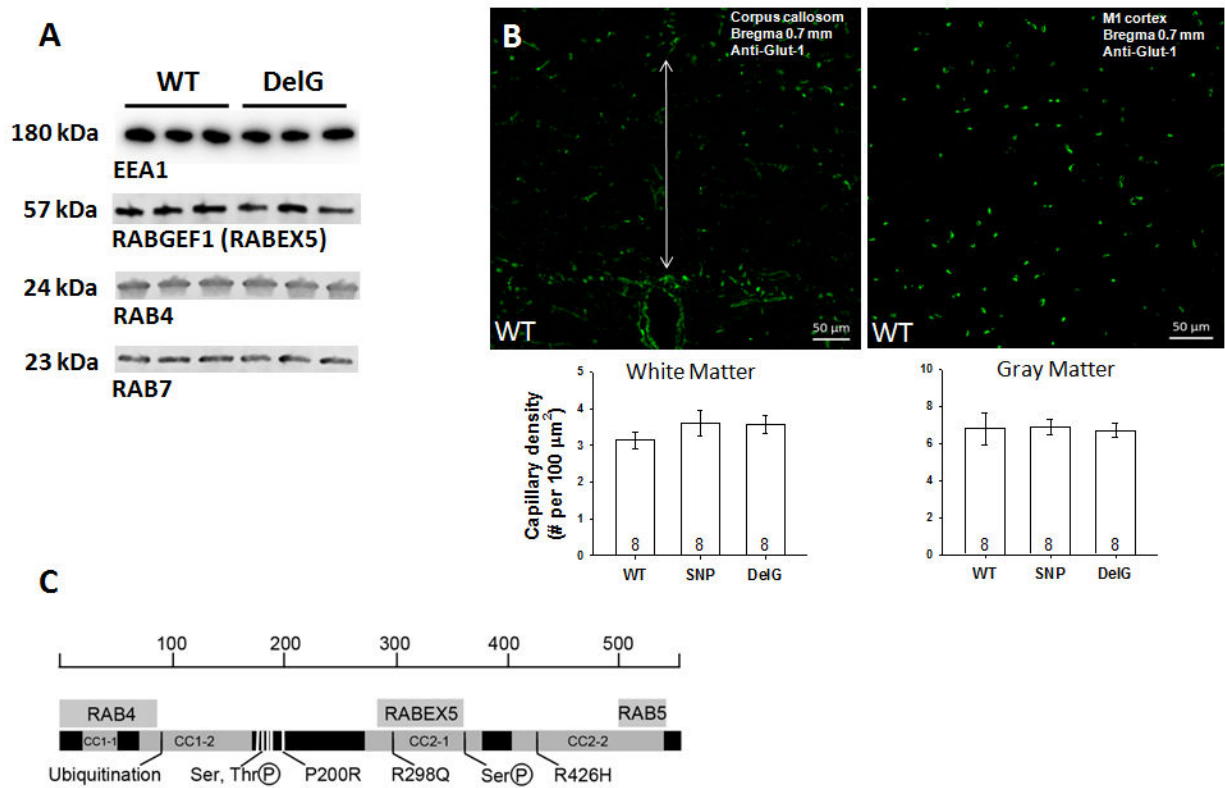 A
WT DelG
180 kDa
EEA1
57 kDa
RABGEF1 (RABEX5)
24 kDa
RAB4
23 kDa
RAB7
B
Corpus callosom
Bregma 0.7 mm
Anti-Glut-1
WT
50 µm
M1 cortex
Bregma 0.7 mm
Anti-Glut-1
WT
50 µm
White Matter
Capillary density
(# per 100 µm²)
5
4
3
2
1
0
8 8 8
WT SNP DelG
Gray Matter
10
8
6
4
2
0
8 8 8
WT SNP DelG
C
100 200 300 400 500
RAB4 RABEX5 RAB5
CC1-1 CC1-2 CC2-1 CC2-2
Ubiquitination Ser, Thr P P200R R298Q Ser P R426H